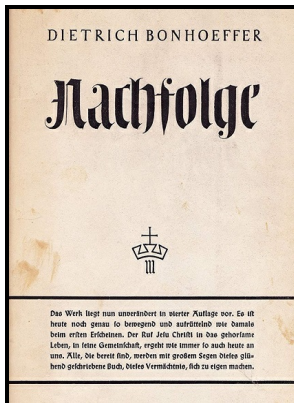 DIETRICH BONHOEFFER
Nachfolge
Das Werk liegt nun unverändert in vierter Auflage vor. Es ist
heute noch genau so bewegend und aufrüttelnd wie damals
beim ersten Erscheinen. Der Ruf Jesu Christi in das gehorsame
Leben, in seine Gemeinschaft, ergeht wie immer so auch heute an
uns. Alle, die bereit sind, werden mit großem Segen dieses glü-
hend geschriebene Buch, dieses Vermächtnis, sich zu eigen machen.